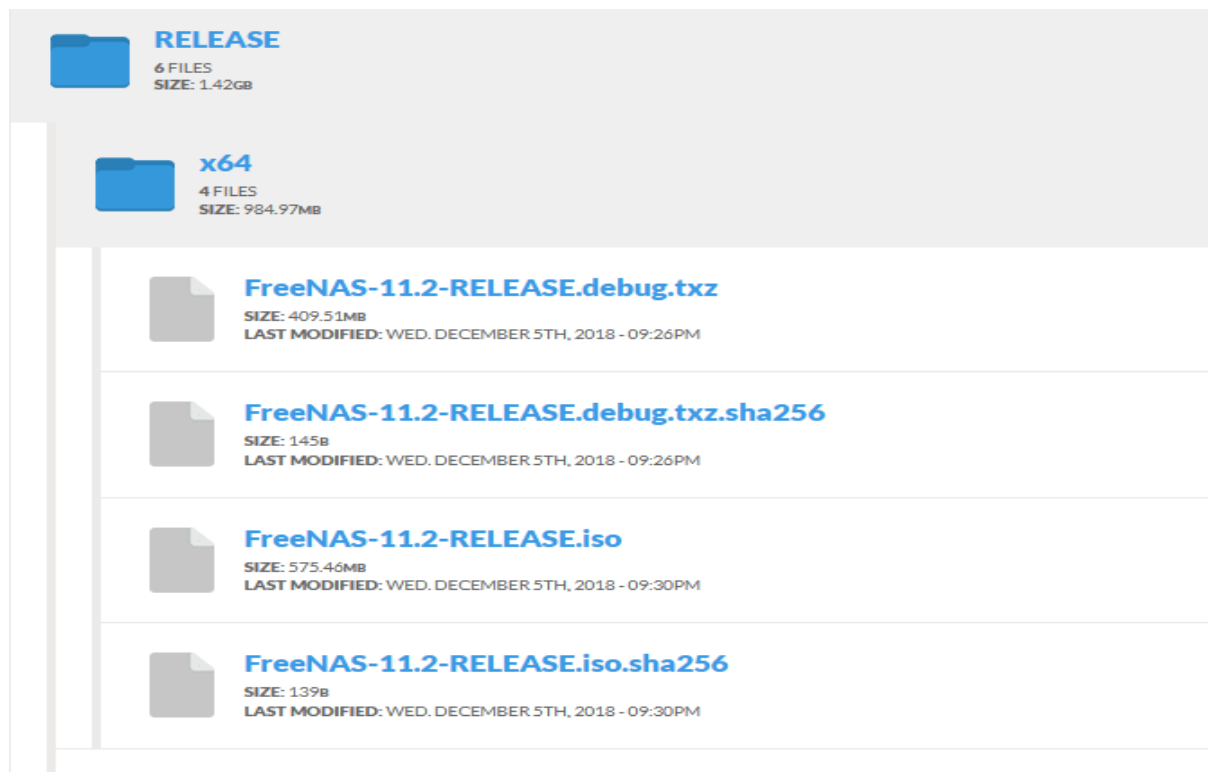 RELEASE
6 FILES
SIZE: 1.42GB
x64
4 FILES
SIZE: 984.97MB
FreeNAS-11.2-RELEASE.debug.txz
SIZE: 409.51MB
LAST MODIFIED: WED. DECEMBER 5TH, 2018 - 09:26PM
FreeNAS-11.2-RELEASE.debug.txz.sha256
SIZE: 145B
LAST MODIFIED: WED. DECEMBER 5TH, 2018 - 09:26PM
FreeNAS-11.2-RELEASE.iso
SIZE: 575.46MB
LAST MODIFIED: WED. DECEMBER 5TH, 2018 - 09:30PM
FreeNAS-11.2-RELEASE.iso.sha256
SIZE: 139B
LAST MODIFIED: WED. DECEMBER 5TH, 2018 - 09:30PM